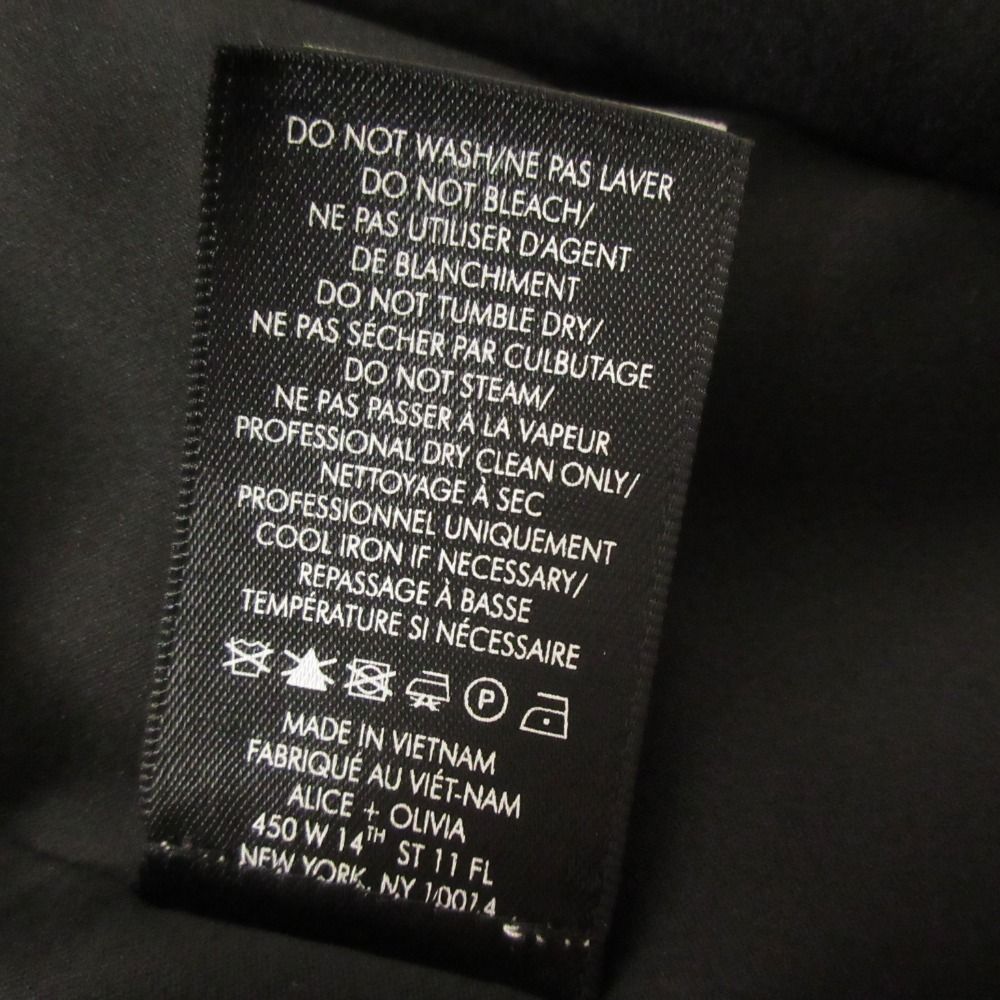 DO NOT WASH/NE PAS LAVER
DO NOT BLEACH/
NE PAS UTILISER D'AGENT
DE BLANCHIMENT
DO NOT TUMBLE DRY/
NE PAS SÉCHER PAR CULBUTAGE
DO NOT STEAM/
NE PAS PASSER À LA VAPEUR
PROFESSIONAL DRY CLEAN ONLY/
NETTOYAGE À SEC
PROFESSIONNEL UNIQUEMENT
COOL IRON IF NECESSARY/
REPASSAGE À BASSE
TEMPÉRATURE SI NÉCESSAIRE
P
MADE IN VIETNAM
FABRIQUÉ AU VIÉT-NAM
ALICE + OLIVIA
450 W 14TH ST 11 FL
NEW YORK, NY 10014